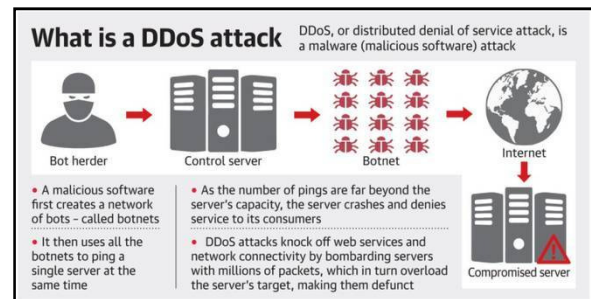 What is a DDoS attack
DDoS, or distributed denial of service attack, is
a malware (malicious software) attack
Bot herder
Control server
Botnet
Internet
• A malicious software
first creates a network
of bots – called botnets
• It then uses all the
botnets to ping a
single server at the
same time
• As the number of pings are far beyond the
server's capacity, the server crashes and denies
service to its consumers
• DDoS attacks knock off web services and
network connectivity by bombarding servers
with millions of packets, which in turn overload
the server's target, making them defunct
Compromised server